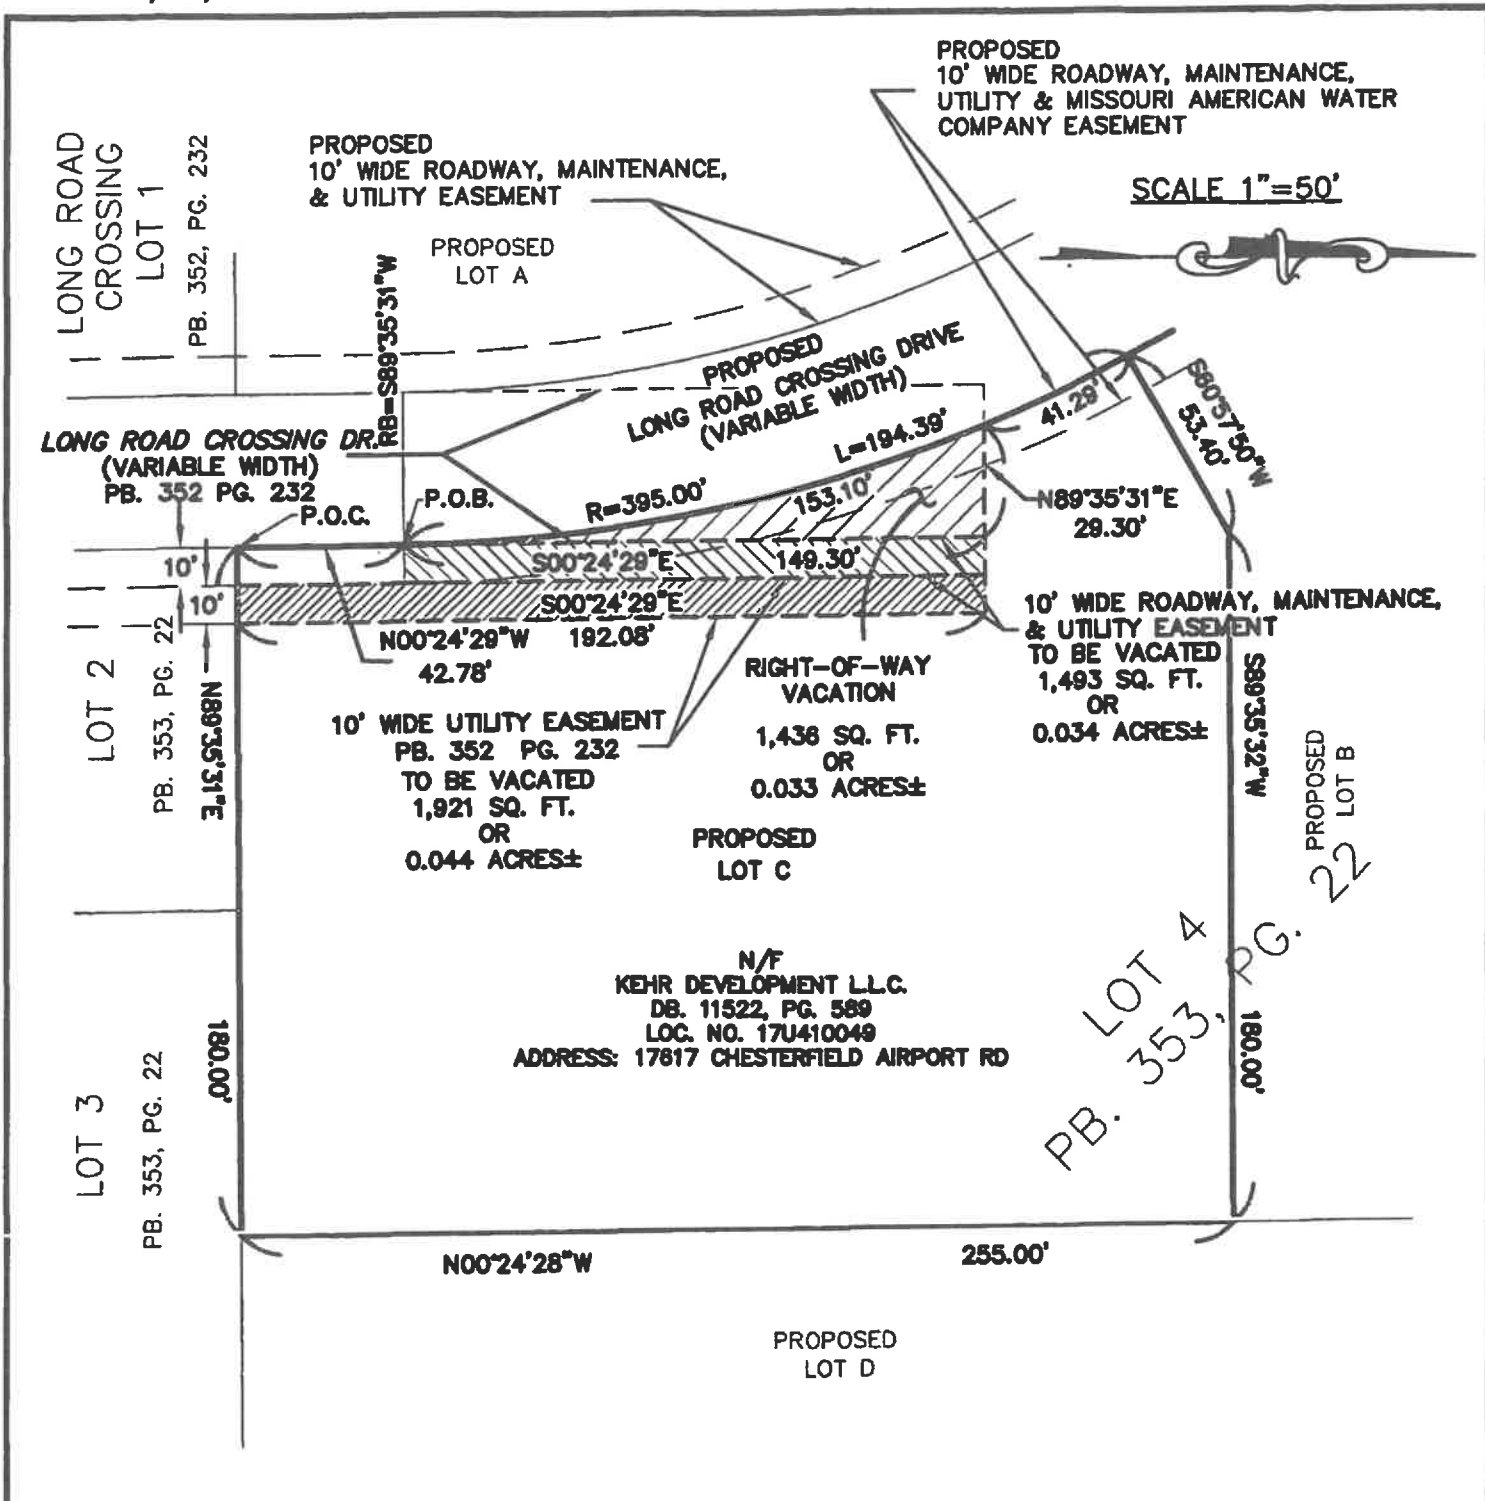 PROPOSED
10' WIDE ROADWAY, MAINTENANCE,
UTILITY & MISSOURI AMERICAN WATER
COMPANY EASEMENT
SCALE 1"=50'
PROPOSED
10' WIDE ROADWAY, MAINTENANCE,
& UTILITY EASEMENT
PROPOSED
LOT A
LONG ROAD
CROSSING
LOT 1
PB. 352, PG. 232
RB=S89°35'31"W
PROPOSED
LONG ROAD CROSSING DRIVE
(VARIABLE WIDTH)
LONG ROAD CROSSING DR.
(VARIABLE WIDTH)
PB. 352 PG. 232
P.O.C.
P.O.B.
R=395.00'
L=194.39'
153.10'
41.29'
S80°57'50"W
53.40'
N89°35'31"E
29.30'
10'
10'
S00°24'29"E
149.30'
S00°24'29"E
192.08'
N00°24'29"W
42.78'
10' WIDE ROADWAY, MAINTENANCE,
& UTILITY EASEMENT
TO BE VACATED
1,493 SQ. FT.
OR
0.034 ACRES±
RIGHT-OF-WAY
VACATION
1,436 SQ. FT.
OR
0.033 ACRES±
10' WIDE UTILITY EASEMENT
PB. 352 PG. 232
TO BE VACATED
1,921 SQ. FT.
OR
0.044 ACRES±
LOT 2
PB. 353, PG. 22
N89°35'31"E
180.00'
S89°35'32"W
180.00'
PROPOSED
LOT B
PROPOSED
LOT C
N/F
KEHR DEVELOPMENT L.L.C.
DB. 11522, PG. 589
LOC. NO. 17U410049
ADDRESS: 17617 CHESTERFIELD AIRPORT RD
LOT 4
PB. 353, PG. 22
LOT 3
PB. 353, PG. 22
N00°24'28"W
255.00'
PROPOSED
LOT D